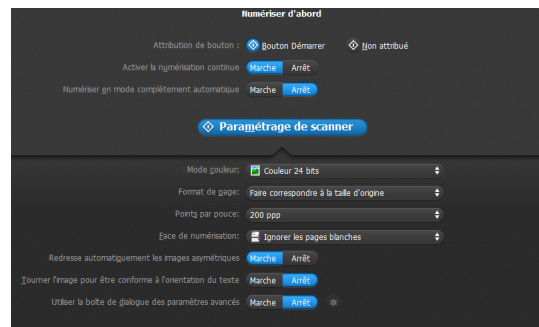 Numériser d'abord
Attribution de bouton : Bouton Démarrer Non attribué
Activer la numérisation continue Marche Arrêt
Numériser en mode complètement automatique Marche Arrêt
Paramétrage de scanner
Mode couleur: Couleur 24 bits
Format de page: Faire correspondre à la taille d'origine
Points par pouce: 200 ppp
Face de numérisation: Ignorer les pages blanches
Redresse automatiquement les images asymétriques Marche Arrêt
Tourner l'image pour être conforme à l'orientation du texte Marche Arrêt
Utiliser la boîte de dialogue des paramètres avancés Marche Arrêt